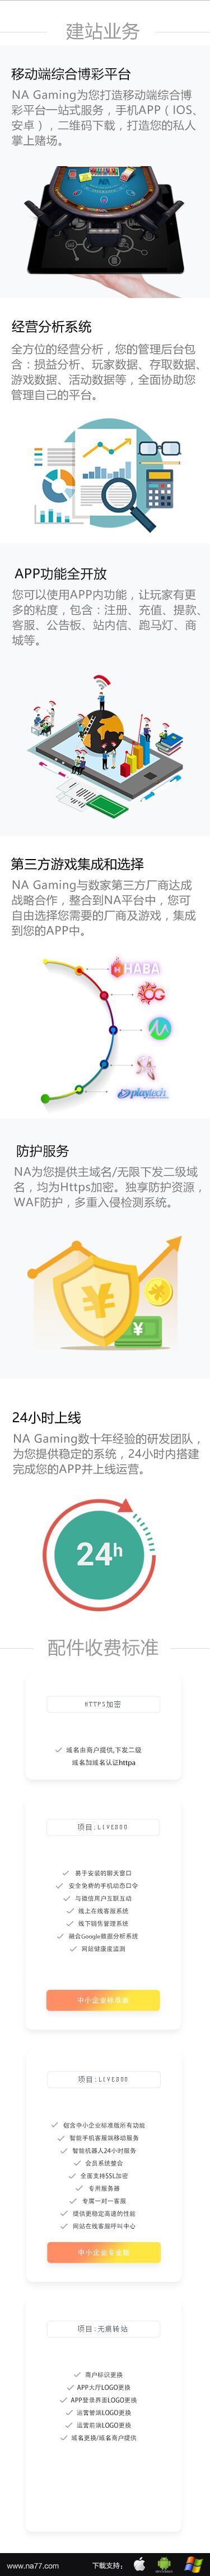 建站业务
移动端综合博彩平台
NA Gaming为您打造移动端综合博
彩平台一站式服务，手机APP（IOS、
安卓），二维码下载，打造您的私人
掌上赌场。
经营分析系统
全方位的经营分析，您的管理后台包
含：损益分析、玩家数据、存取数据、
游戏数据、活动数据等，全面协助您
管理自己的平台。
APP功能全开放
您可以使用APP内功能，让玩家有更
多的粘度，包含：注册、充值、提款、
客服、公告板、站内信、跑马灯、商
城等。
第三方游戏集成和选择
NA Gaming与数家第三方厂商达成
战略合作，整合到NA平台中，您可
自由选择您需要的厂商及游戏，集成
到您的APP中。
HABA
OG
playtech
防护服务
NA为您提供主域名/无限下发二级域
名，均为Https加密。独享防护资源，
WAF防护，多重入侵检测系统。
24小时上线
NA Gaming数十年经验的研发团队，
为您提供稳定的系统，24小时内搭建
完成您的APP并上线运营。
24h
配件收费标准
HTTPS加密
域名由商户提供,下发二级
域名加域名认证https
项目:LIVE800
易于安装的聊天窗口
安全免费的手机动态口令
与微信用户互联互动
线上在线客服系统
线下销售管理系统
融合Google数据分析系统
网站健康度监测
中小企业标准版
项目:LIVE800
包含中小企业标准版所有功能
智能手机客服端移动服务
智能机器人24小时服务
会员系统整合
全面支持SSL加密
专用服务器
专属一对一客服
提供更稳定高速的性能
网站在线客服呼叫中心
中小企业专业版
项目:无痕转站
商户标识更换
APP大厅LOGO更换
APP登录界面LOGO更换
运营管端LOGO更换
运营前端LOGO更换
域名更换/域名商户提供
www.na77.com 下载支持：